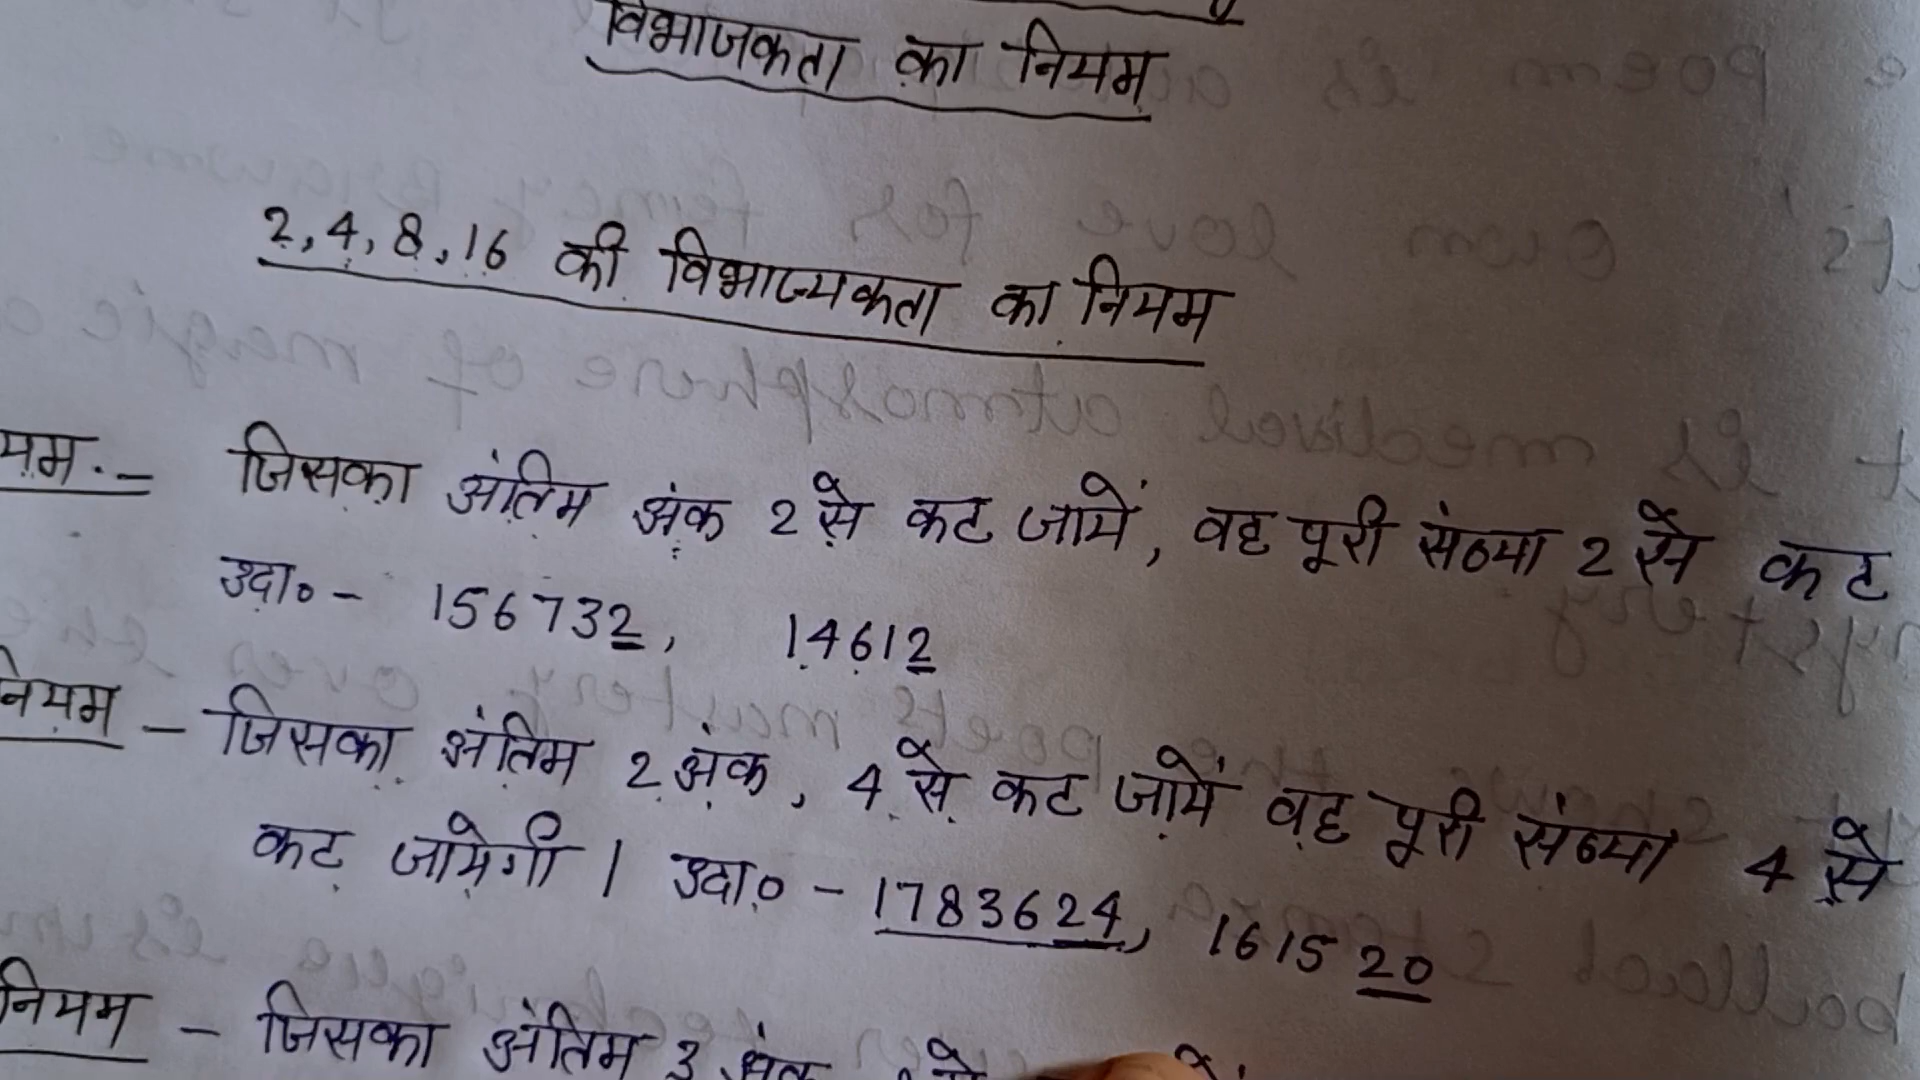 विभाजकता का नियम
2, 4, 8, 16 की विभाज्यकता का नियम
यम :- जिसका अंतिम अंक 2 से कट जाये, वह पूरी संख्या 2 से कट
उदा० - 156732, 14612
नियम - जिसका अंतिम 2 अंक, 4 से कट जायें वह पूरी संख्या 4 से
कट जायेगी । उदा० - 1783624, 161520
नियम - जिसका अंतिम 3 अंक